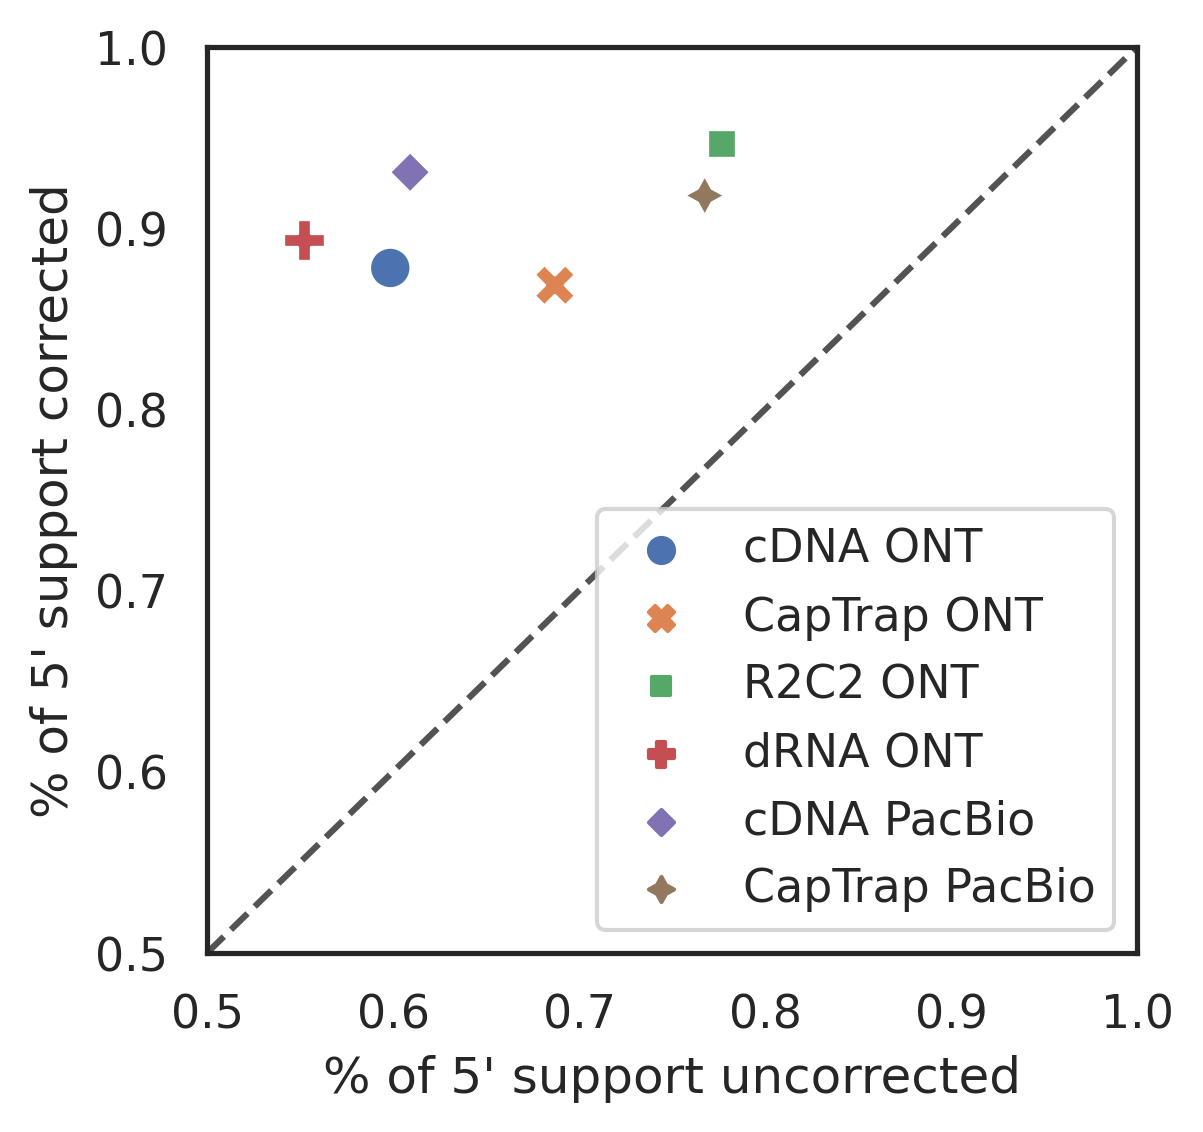 1.0
0.9
0.8
0.7
0.6
0.5
% of 5' support corrected
cDNA ONT
CapTrap ONT
R2C2 ONT
dRNA ONT
cDNA PacBio
CapTrap PacBio
0.5 0.6 0.7 0.8 0.9 1.0
% of 5' support uncorrected